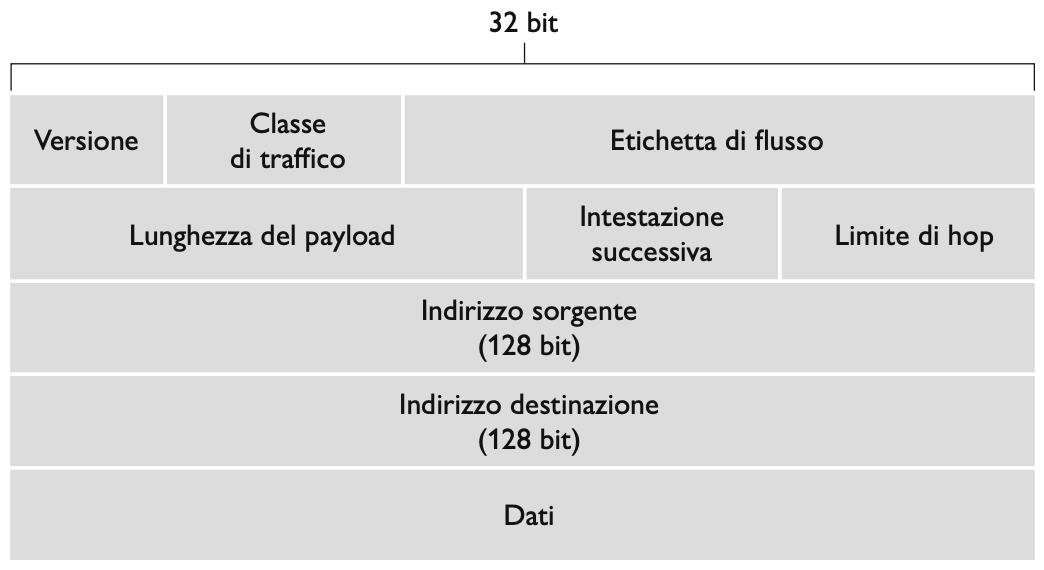 32 bit
Versione
Classe
di traffico
Etichetta di flusso
Lunghezza del payload
Intestazione
successiva
Limite di hop
Indirizzo sorgente
(128 bit)
Indirizzo destinazione
(128 bit)
Dati